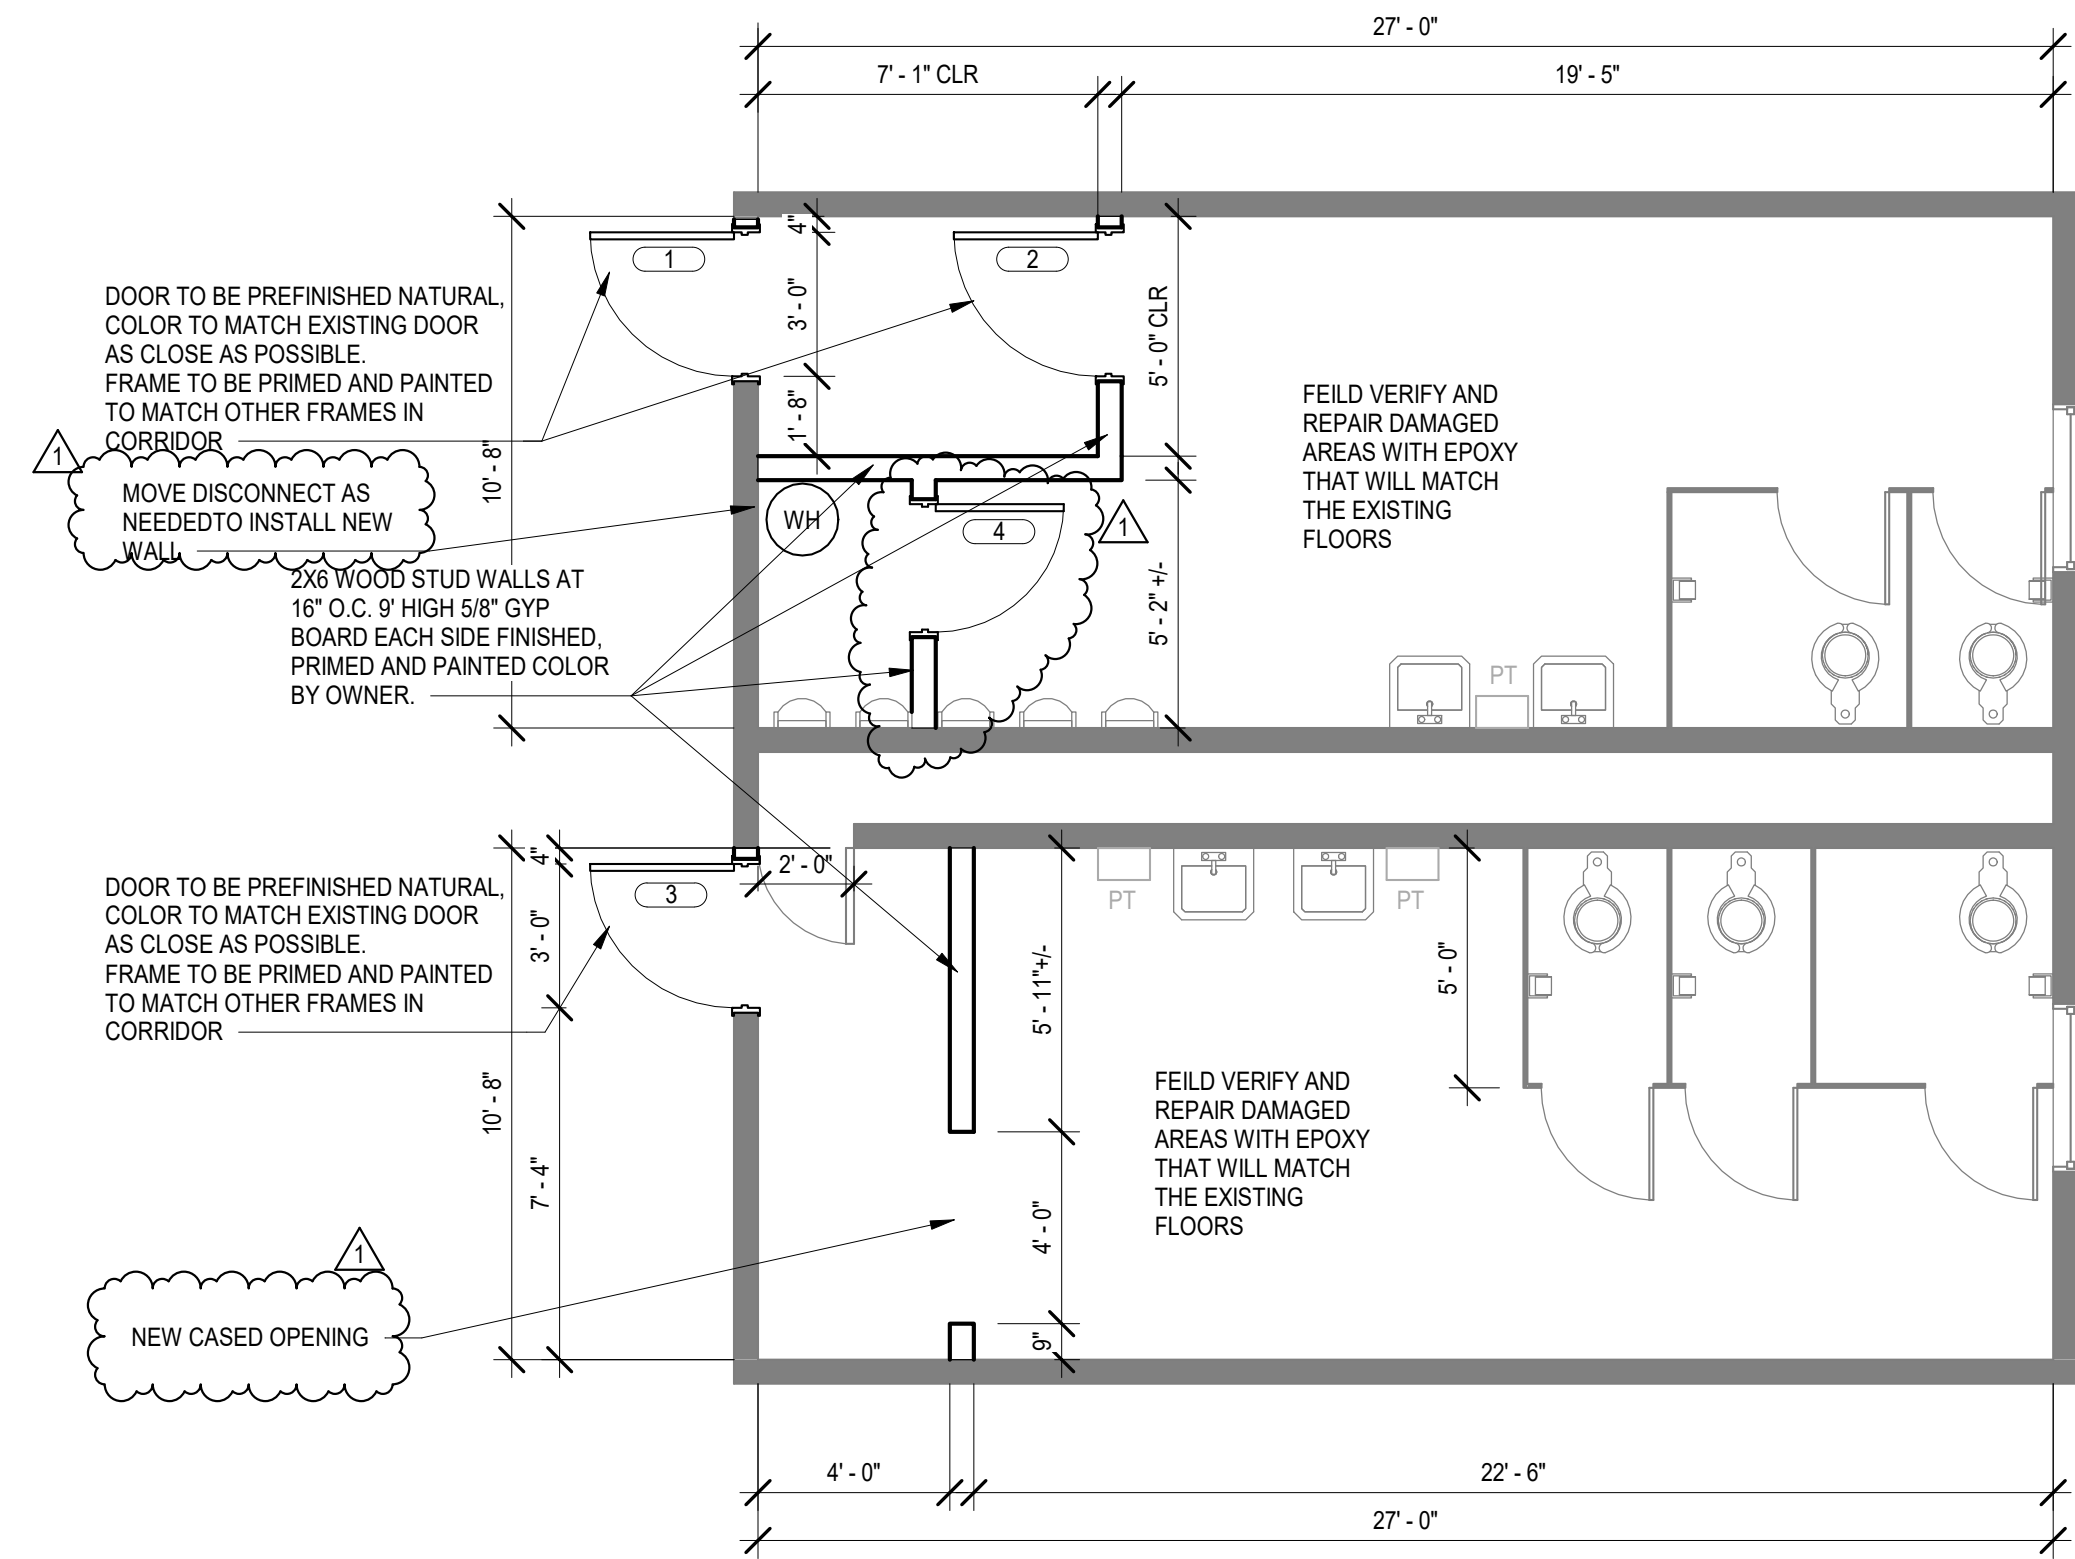 27' - 0"
7' - 1" CLR
19' - 5"
4"
1
2
3' - 0"
5' - 0" CLR
1' - 8"
10' - 8"
DOOR TO BE PREFINISHED NATURAL,
COLOR TO MATCH EXISTING DOOR
AS CLOSE AS POSSIBLE.
FRAME TO BE PRIMED AND PAINTED
TO MATCH OTHER FRAMES IN
CORRIDOR
1
MOVE DISCONNECT AS
NEEDEDTO INSTALL NEW
WALL
FEILD VERIFY AND
REPAIR DAMAGED
AREAS WITH EPOXY
THAT WILL MATCH
THE EXISTING
FLOORS
WH
4
1
2X6 WOOD STUD WALLS AT
16" O.C. 9' HIGH 5/8" GYP
BOARD EACH SIDE FINISHED,
PRIMED AND PAINTED COLOR
BY OWNER.
5' - 2" +/-
PT
4"
3
2' - 0"
3' - 0"
DOOR TO BE PREFINISHED NATURAL,
COLOR TO MATCH EXISTING DOOR
AS CLOSE AS POSSIBLE.
FRAME TO BE PRIMED AND PAINTED
TO MATCH OTHER FRAMES IN
CORRIDOR
PT
PT
5' - 11"+/-
5' - 0"
10' - 8"
7' - 4"
FEILD VERIFY AND
REPAIR DAMAGED
AREAS WITH EPOXY
THAT WILL MATCH
THE EXISTING
FLOORS
4' - 0"
1
NEW CASED OPENING
9"
4' - 0"
22' - 6"
27' - 0"